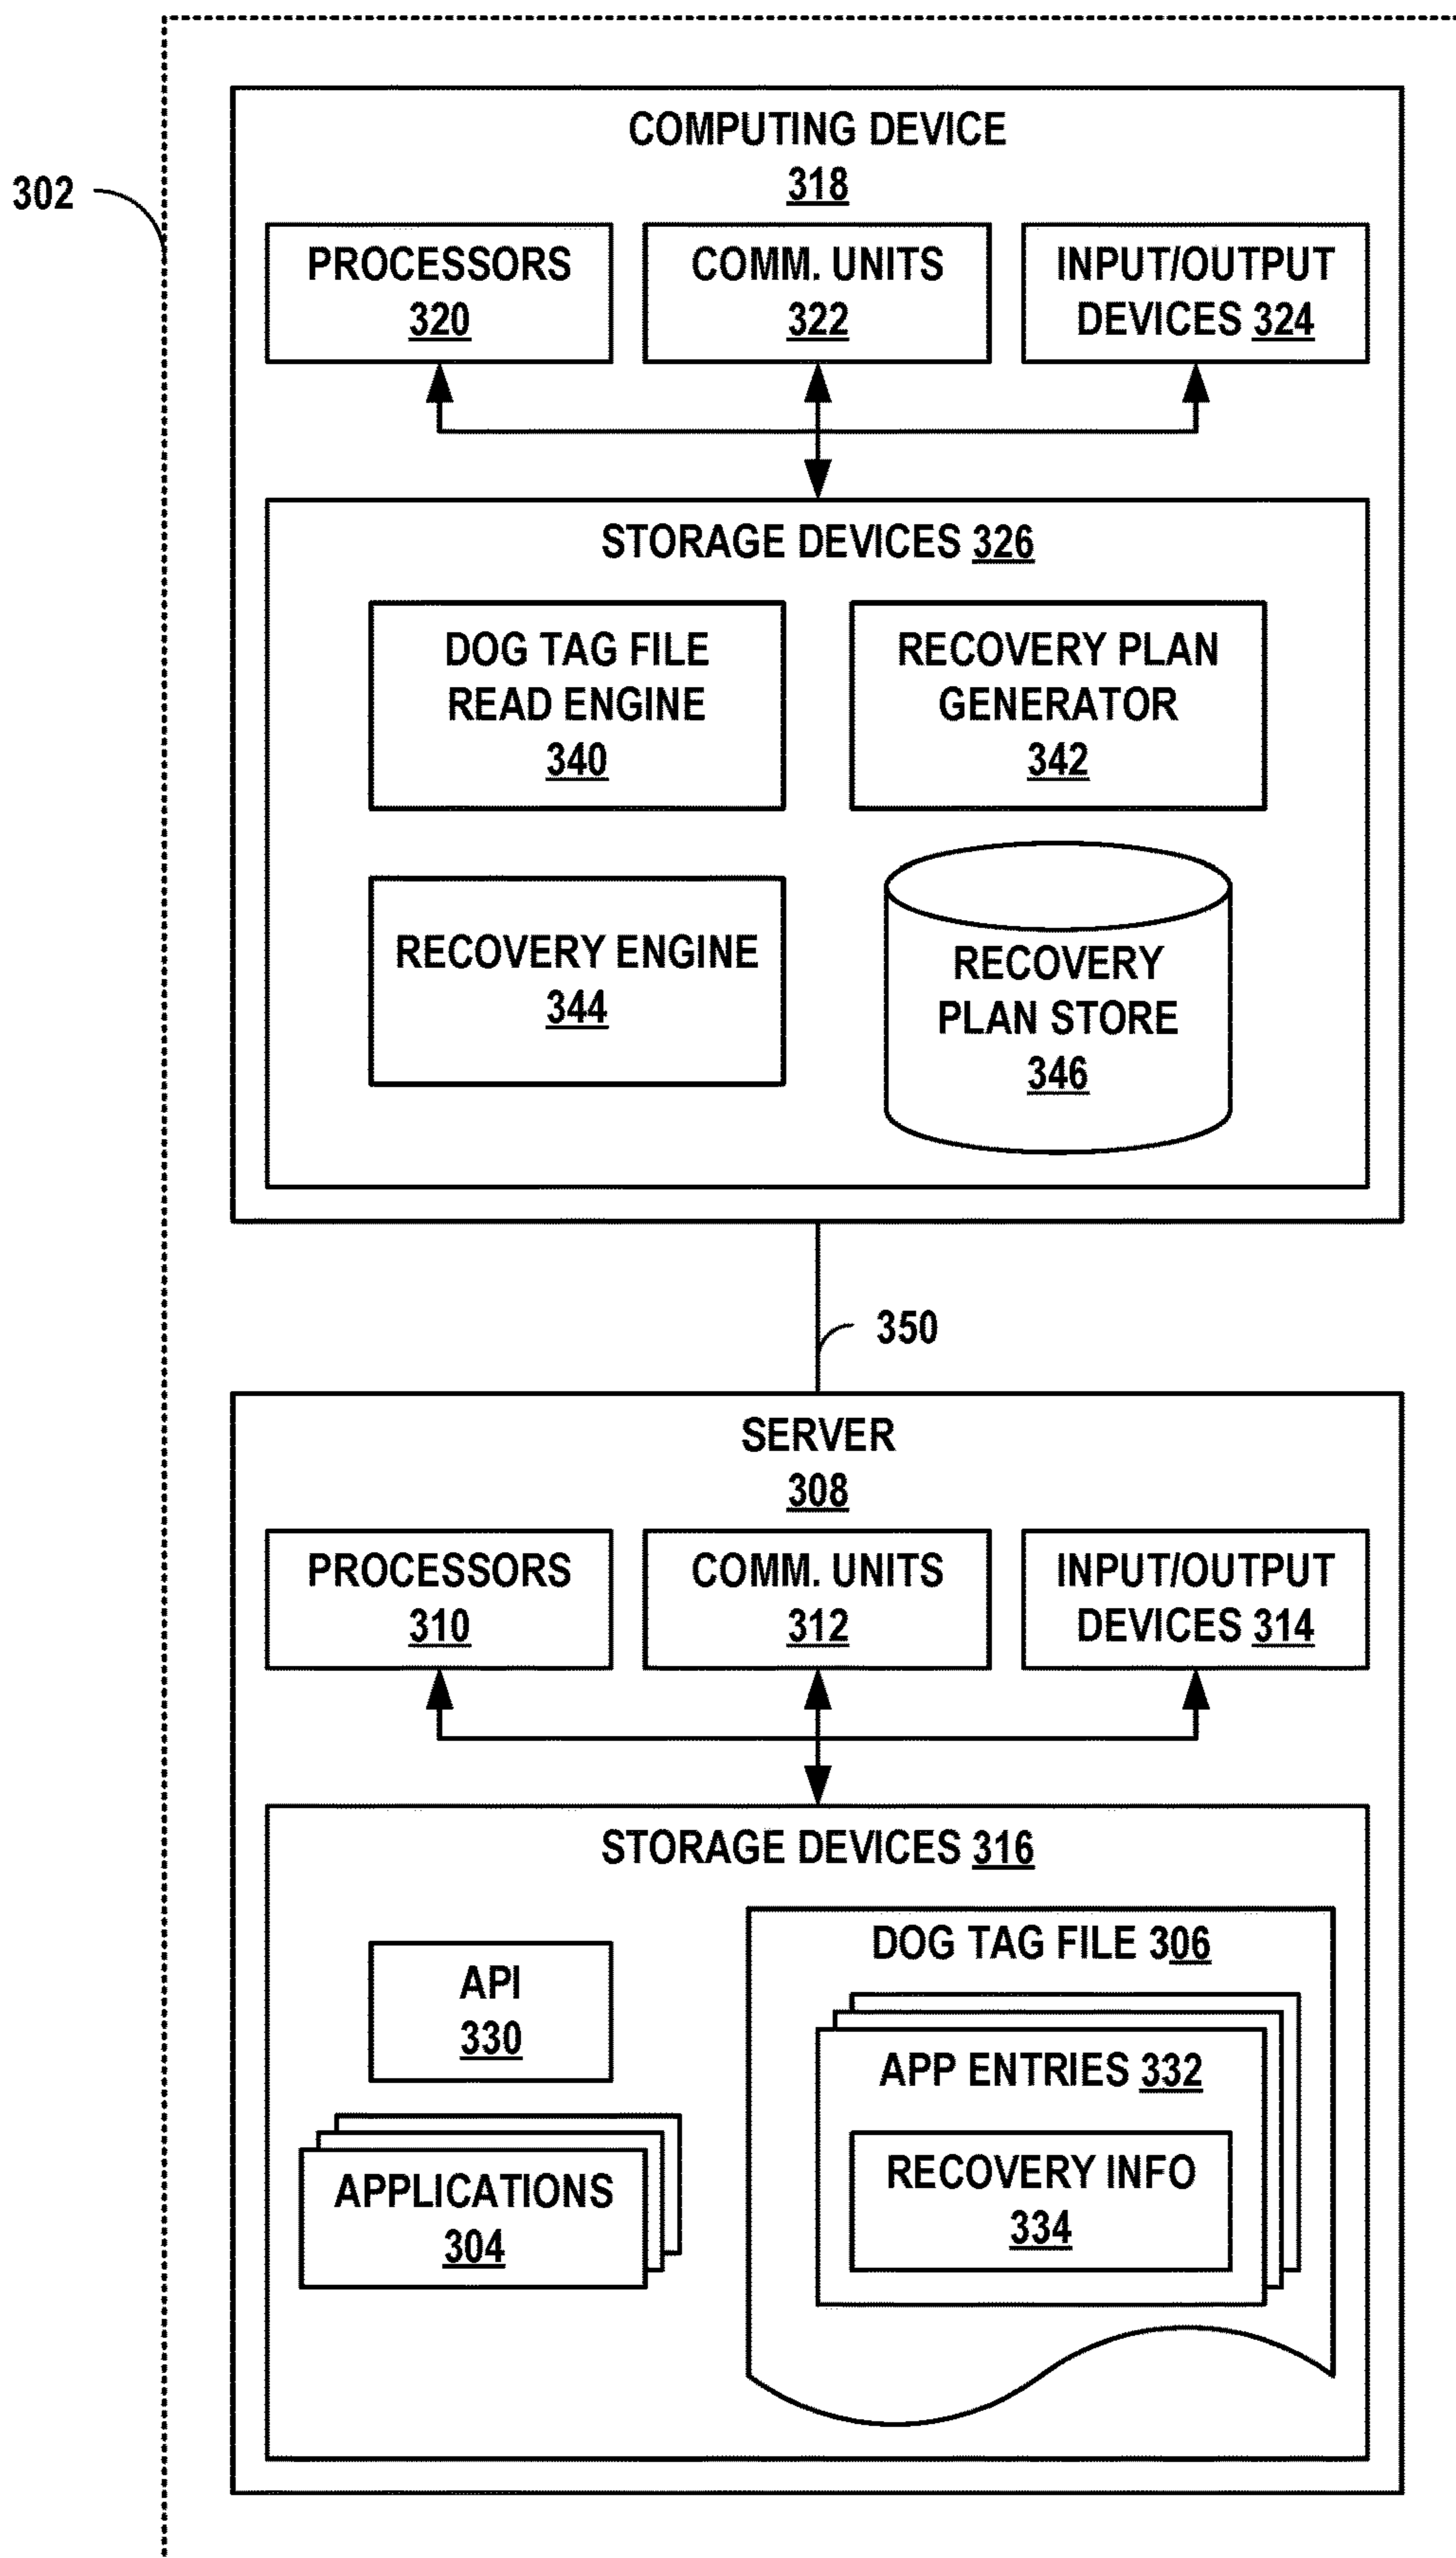 COMPUTING DEVICE
318
302
PROCESSORS
320
COMM. UNITS
322
INPUT/OUTPUT
DEVICES 324
STORAGE DEVICES 326
DOG TAG FILE
READ ENGINE
340
RECOVERY PLAN
GENERATOR
342
RECOVERY ENGINE
344
RECOVERY
PLAN STORE
346
350
SERVER
308
PROCESSORS
310
COMM. UNITS
312
INPUT/OUTPUT
DEVICES 314
STORAGE DEVICES 316
API
330
APPLICATIONS
304
DOG TAG FILE 306
APP ENTRIES 332
RECOVERY INFO
334